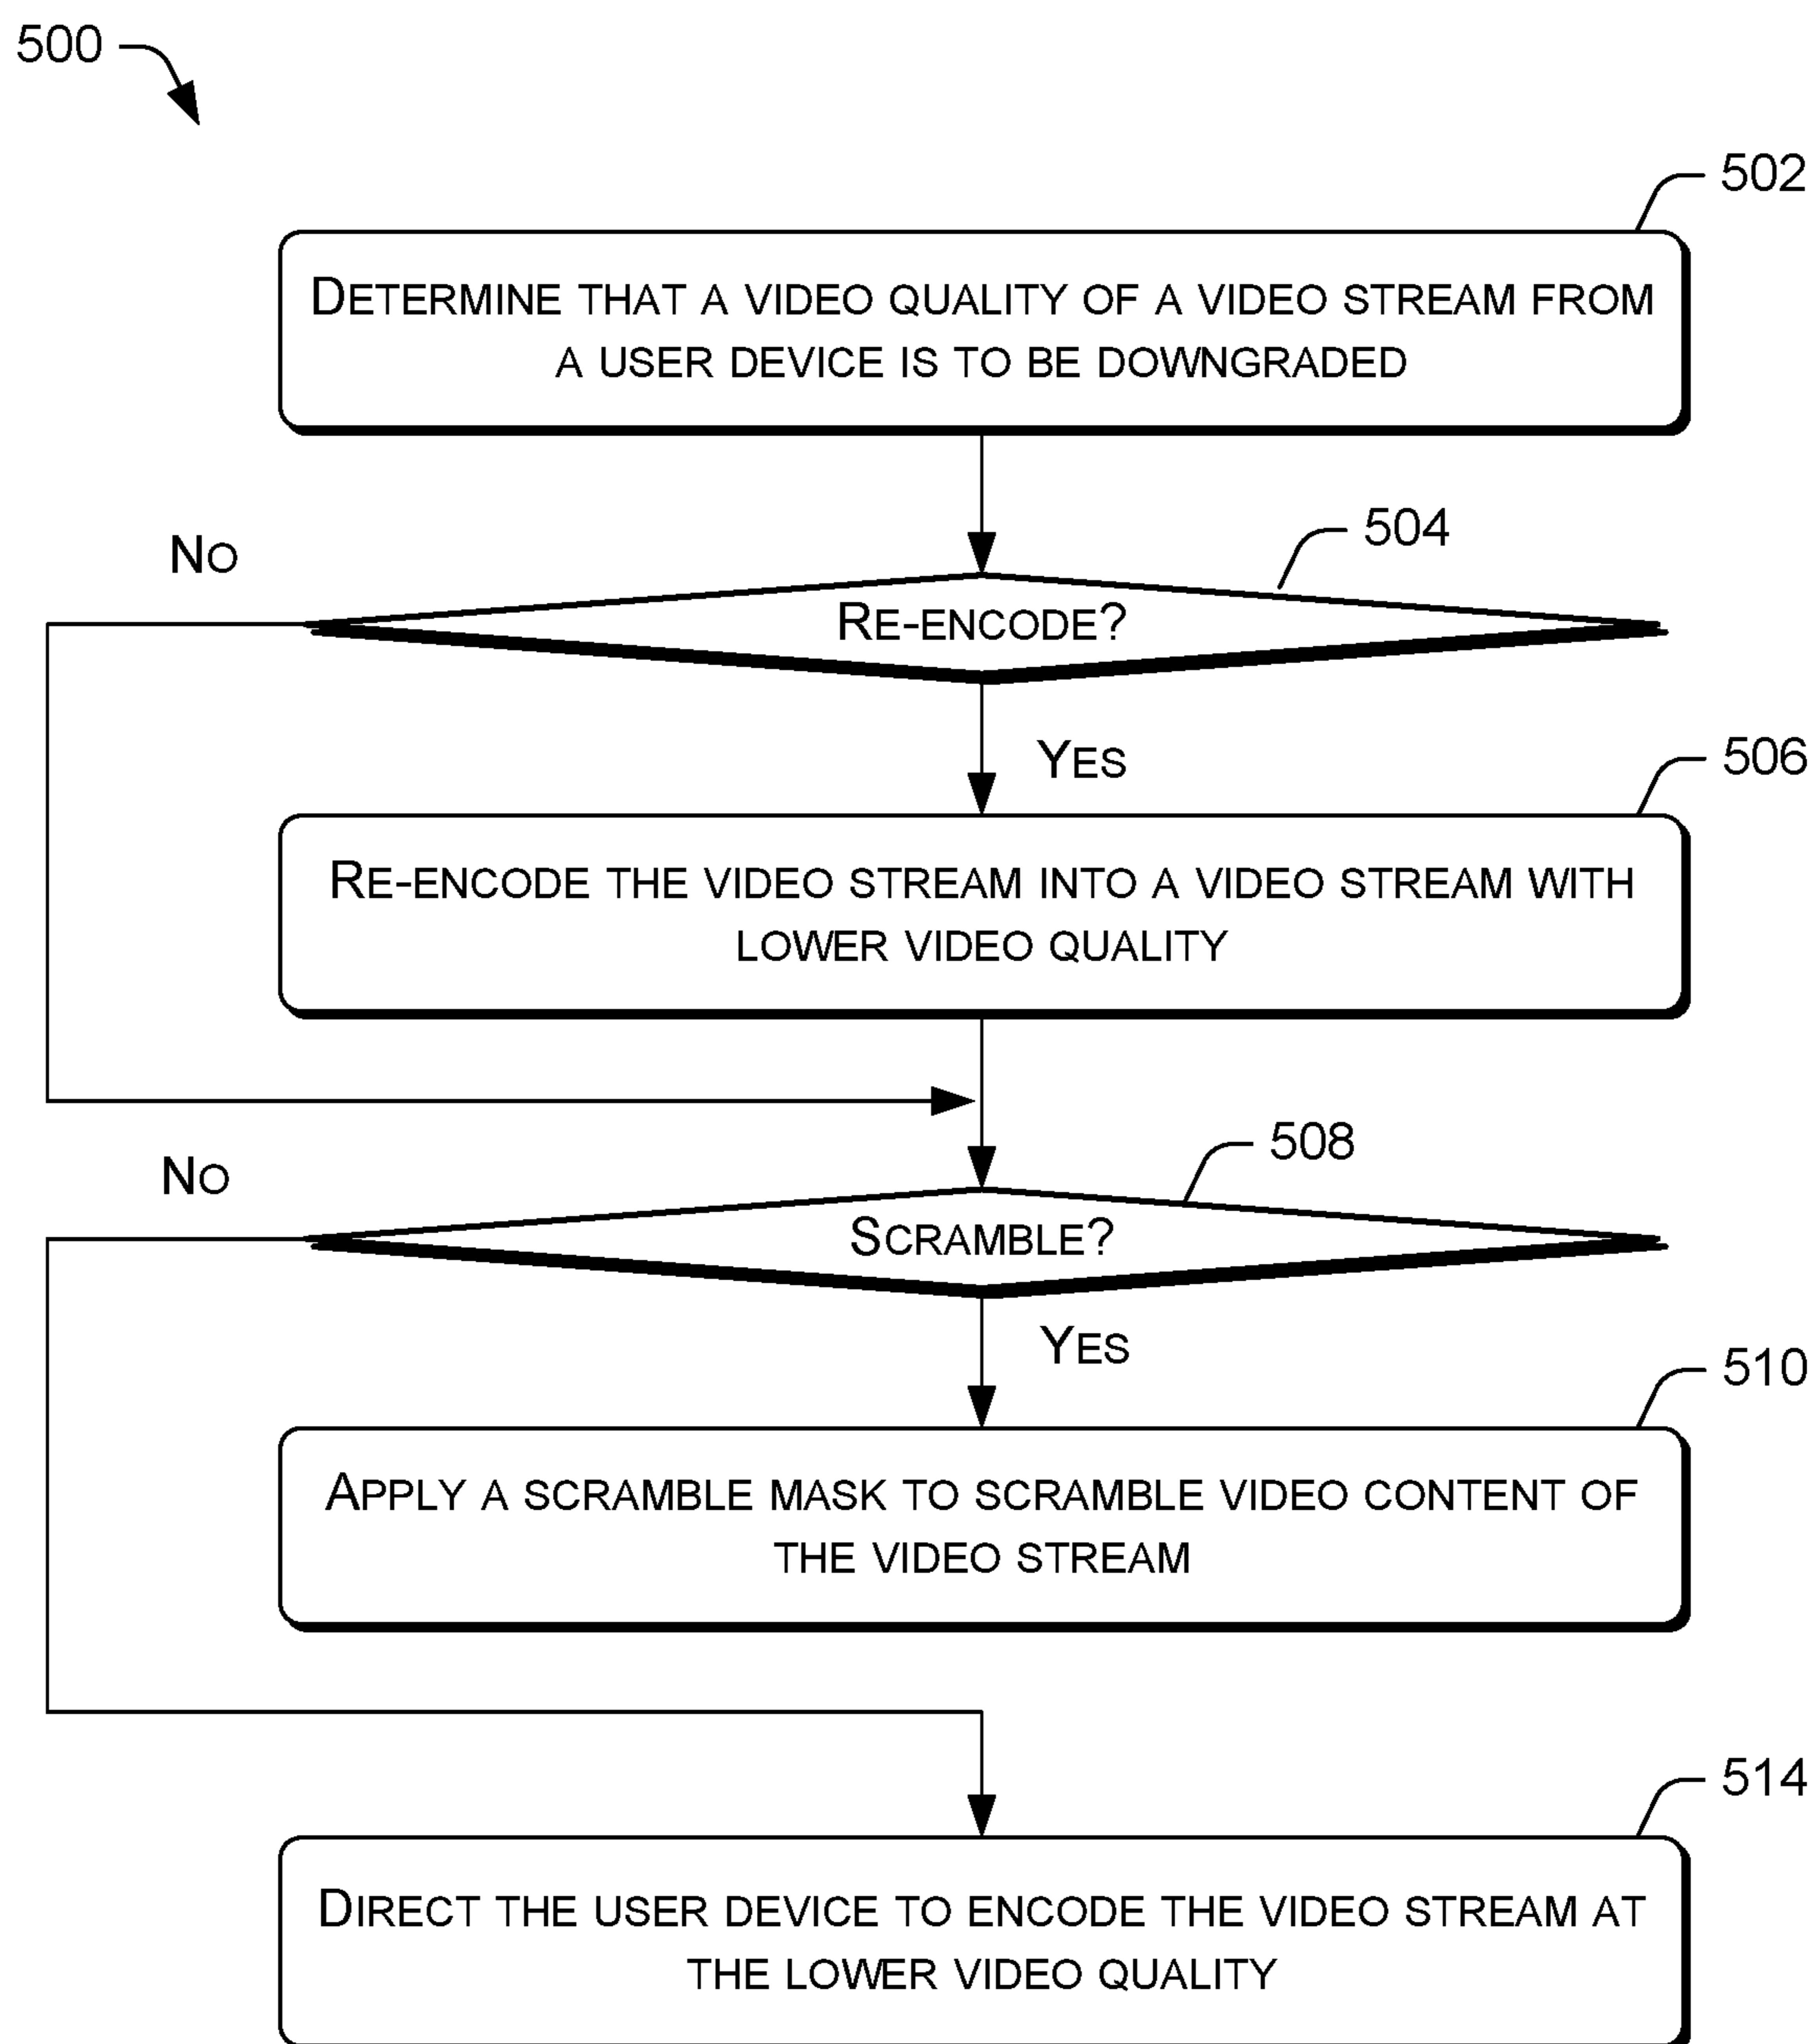 500
502
Determine that a video quality of a video stream from
a user device is to be downgraded
No
504
Re-encode?
Yes
506
Re-encode the video stream into a video stream with
lower video quality
508
No
Scramble?
Yes
510
Apply a scramble mask to scramble video content of
the video stream
514
Direct the user device to encode the video stream at
the lower video quality